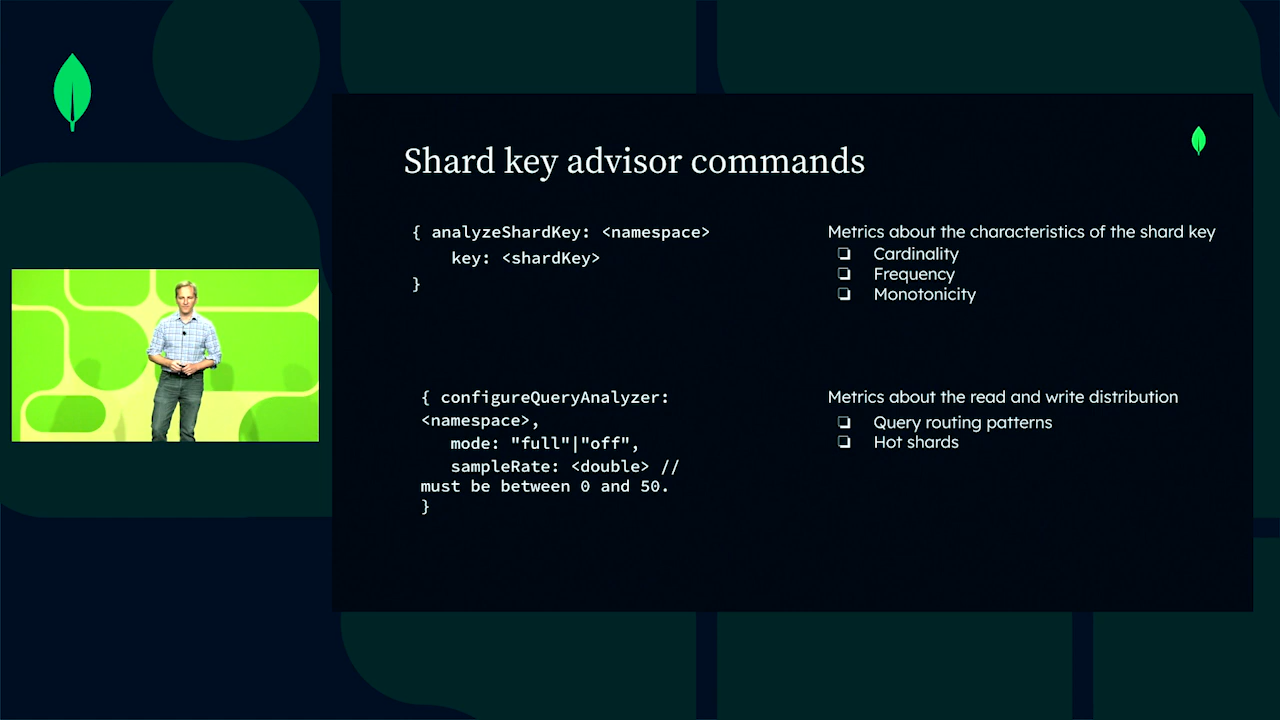 Shard key advisor commands
{ analyzeShardKey: <namespace>
key: <shardKey>
}
Metrics about the characteristics of the shard key
Cardinality
Frequency
Monotonicity
{ configureQueryAnalyzer:
<namespace>,
mode: "full"|"off",
sampleRate: <double> //
must be between 0 and 50.
}
Metrics about the read and write distribution
Query routing patterns
Hot shards